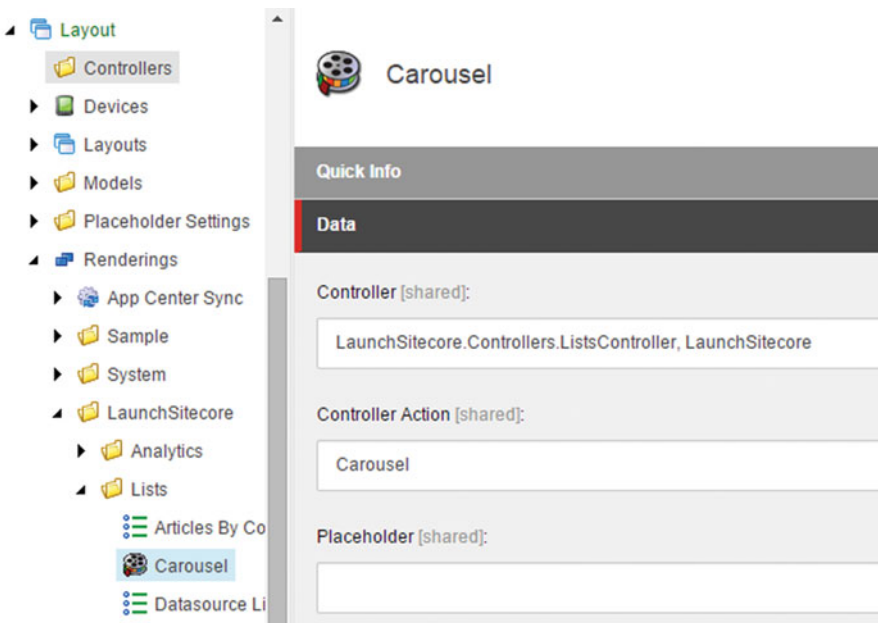 Layout
Controllers
Devices
Layouts
Models
Placeholder Settings
Renderings
App Center Sync
Sample
System
LaunchSitecore
Analytics
Lists
Articles By Co
Carousel
Datasource Li
Carousel
Quick Info
Data
Controller [shared]:
LaunchSitecore.Controllers.ListsController, LaunchSitecore
Controller Action [shared]:
Carousel
Placeholder [shared]: